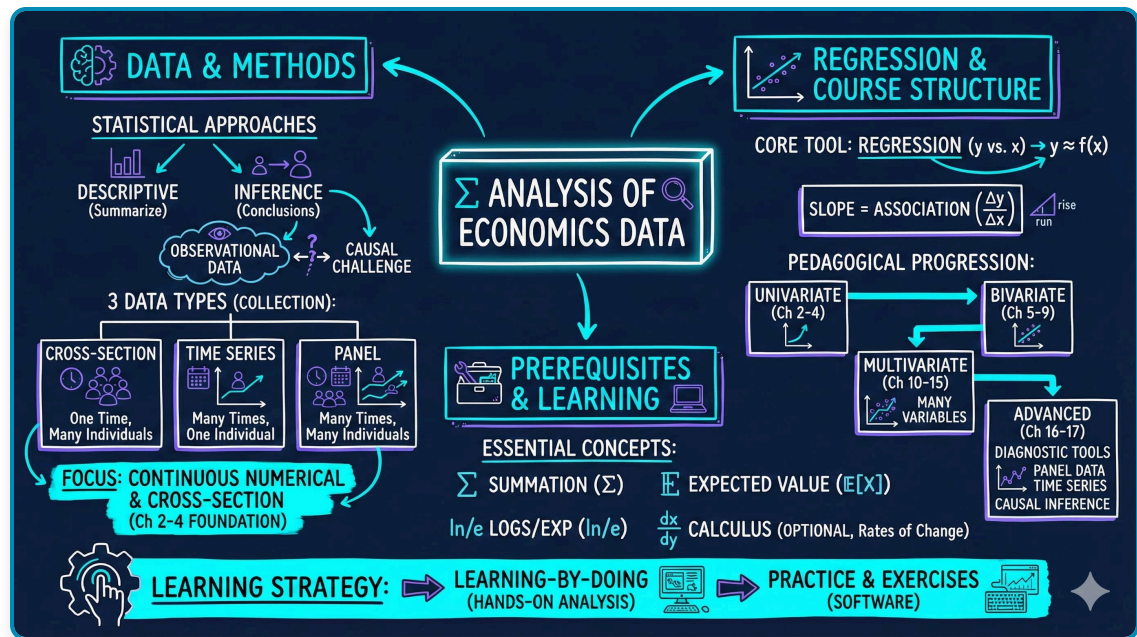 DATA & METHODS
STATISTICAL APPROACHES
DESCRIPTIVE
(Summarize)
INFERENCE
(Conclusions)
OBSERVATIONAL
DATA
?
CAUSAL
CHALLENGE
3 DATA TYPES (COLLECTION):
CROSS-SECTION
One Time,
Many Individuals
TIME SERIES
Many Times,
One Individual
PANEL
Many Times,
Many Individuals
FOCUS: CONTINUOUS NUMERICAL
& CROSS-SECTION
(Ch 2-4 FOUNDATION)
Σ ANALYSIS OF
ECONOMICS DATA
PREREQUISITES
& LEARNING
ESSENTIAL CONCEPTS:
Σ SUMMATION (Σ)
𝔼 EXPECTED VALUE (𝔼[X])
ln/e LOGS/EXP (ln/e)
dx/dy CALCULUS (OPTIONAL, Rates of Change)
REGRESSION &
COURSE STRUCTURE
CORE TOOL: REGRESSION (y vs. x) → y ≈ f(x)
SLOPE = ASSOCIATION (Δy/Δx)
rise
run
PEDAGOGICAL PROGRESSION:
UNIVARIATE
(Ch 2-4)
BIVARIATE
(Ch 5-9)
MULTIVARIATE
(Ch 10-15)
MANY
VARIABLES
ADVANCED
(Ch 16-17)
DIAGNOSTIC TOOLS
PANEL DATA
TIME SERIES
CAUSAL INFERENCE
LEARNING STRATEGY:
LEARNING-BY-DOING
(HANDS-ON ANALYSIS)
PRACTICE & EXERCISES
(SOFTWARE)